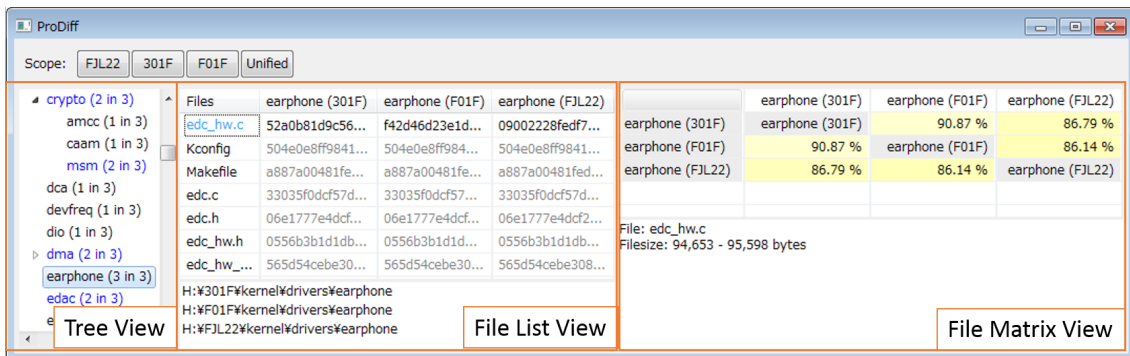 ProDiff
Scope: FJL22 301F F01F Unified
crypto (2 in 3)
amcc (1 in 3)
caam (1 in 3)
msm (2 in 3)
dca (1 in 3)
devfreq (1 in 3)
dio (1 in 3)
dma (2 in 3)
earphone (3 in 3)
edac (2 in 3)
Tree View
Files earphone (301F) earphone (F01F) earphone (FJL22)
edc_hw.c 52a0b81d9c56... f42d46d23e1d... 09002228fedf7...
Kconfig 504e0e8ff9841... 504e0e8ff984... 504e0e8ff9841...
Makefile a887a00481fe... a887a00481fe... a887a00481fed...
edc.c 33035f0dcf57d... 33035f0dcf57... 33035f0dcf57d...
edc.h 06e1777e4dcf... 06e1777e4dcf... 06e1777e4dcf2...
edc_hw.h 0556b3b1d1db... 0556b3b1d1d... 0556b3b1d1db...
edc_hw_... 565d54cebe30... 565d54cebe30... 565d54cebe308...
H:¥301F¥kernel¥drivers¥earphone
H:¥F01F¥kernel¥drivers¥earphone
H:¥FJL22¥kernel¥drivers¥earphone
File List View
earphone (301F) earphone (F01F) earphone (FJL22)
earphone (301F) earphone (301F) 90.87 % 86.79 %
earphone (F01F) 90.87 % earphone (F01F) 86.14 %
earphone (FJL22) 86.79 % 86.14 % earphone (FJL22)
File: edc_hw.c
Filesize: 94,653 - 95,598 bytes
File Matrix View